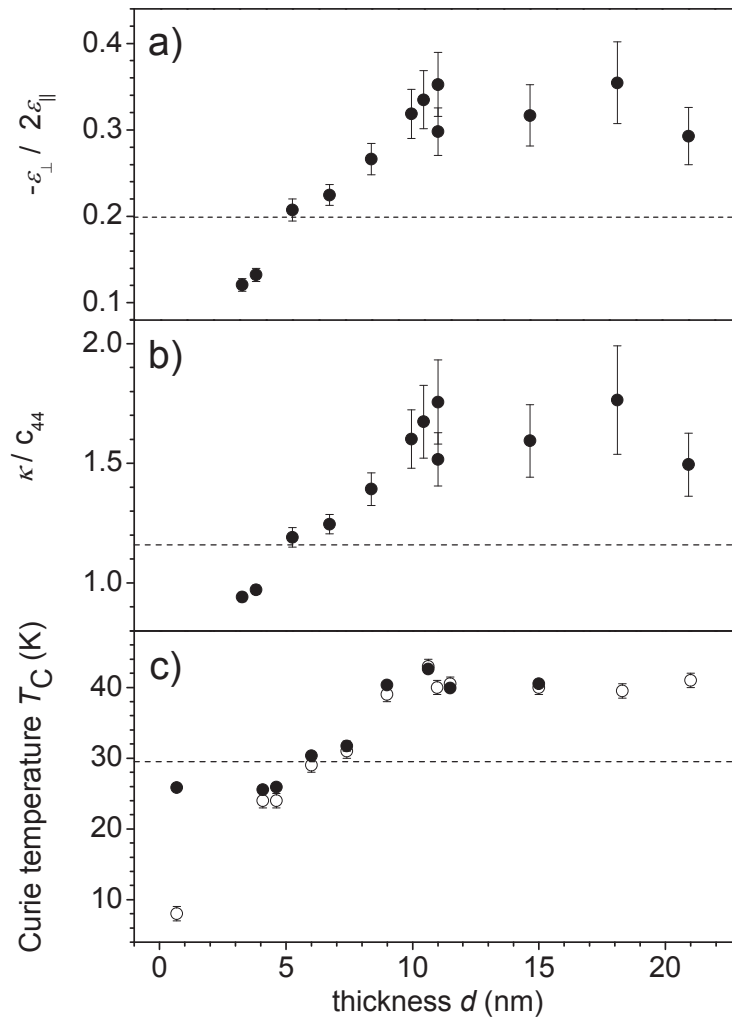 a)
-ε⊥ / 2ε||
0.4
0.3
0.2
0.1
b)
κ / c44
2.0
1.5
1.0
c)
Curie temperature TC (K)
40
30
20
10
0 5 10 15 20
thickness d (nm)